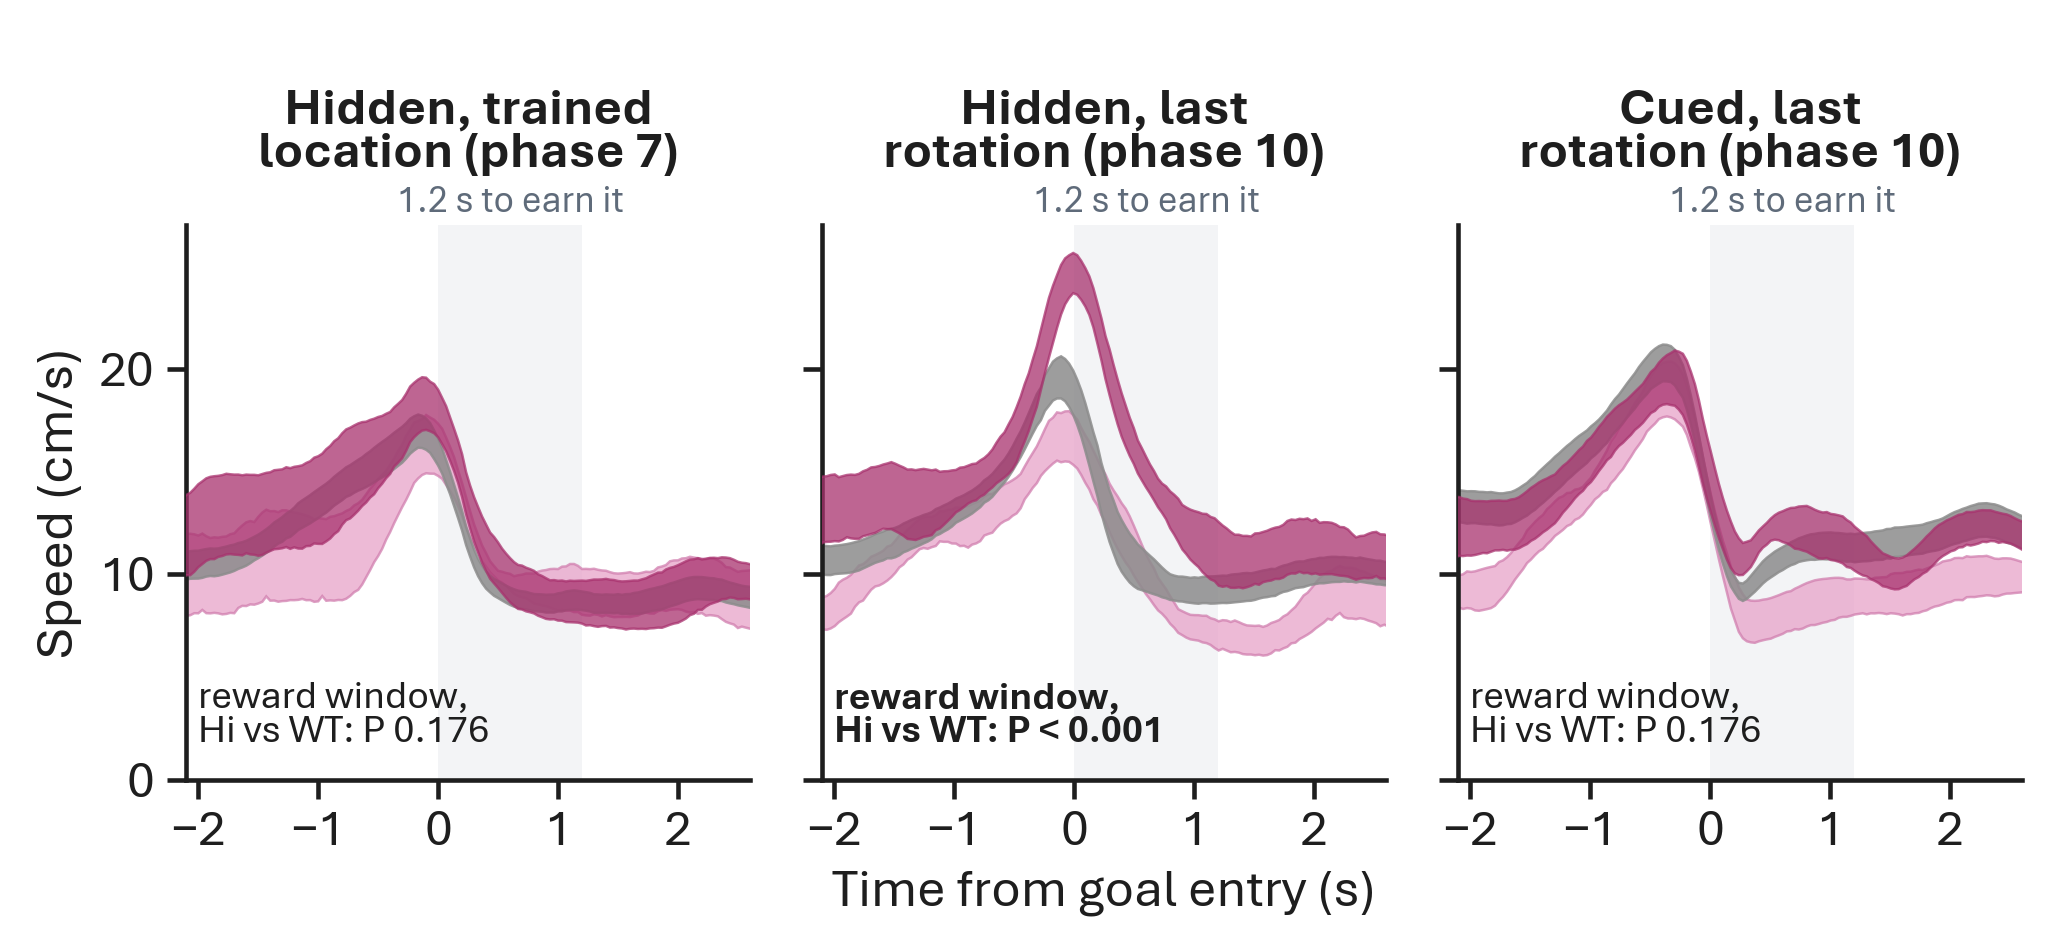 Hidden, trained
location (phase 7)
1.2 s to earn it
Hidden, last
rotation (phase 10)
1.2 s to earn it
Cued, last
rotation (phase 10)
1.2 s to earn it
Speed (cm/s)
20
10
0
reward window,
Hi vs WT: P 0.176
reward window,
Hi vs WT: P < 0.001
reward window,
Hi vs WT: P 0.176
−2 −1 0 1 2
−2 −1 0 1 2
−2 −1 0 1 2
Time from goal entry (s)